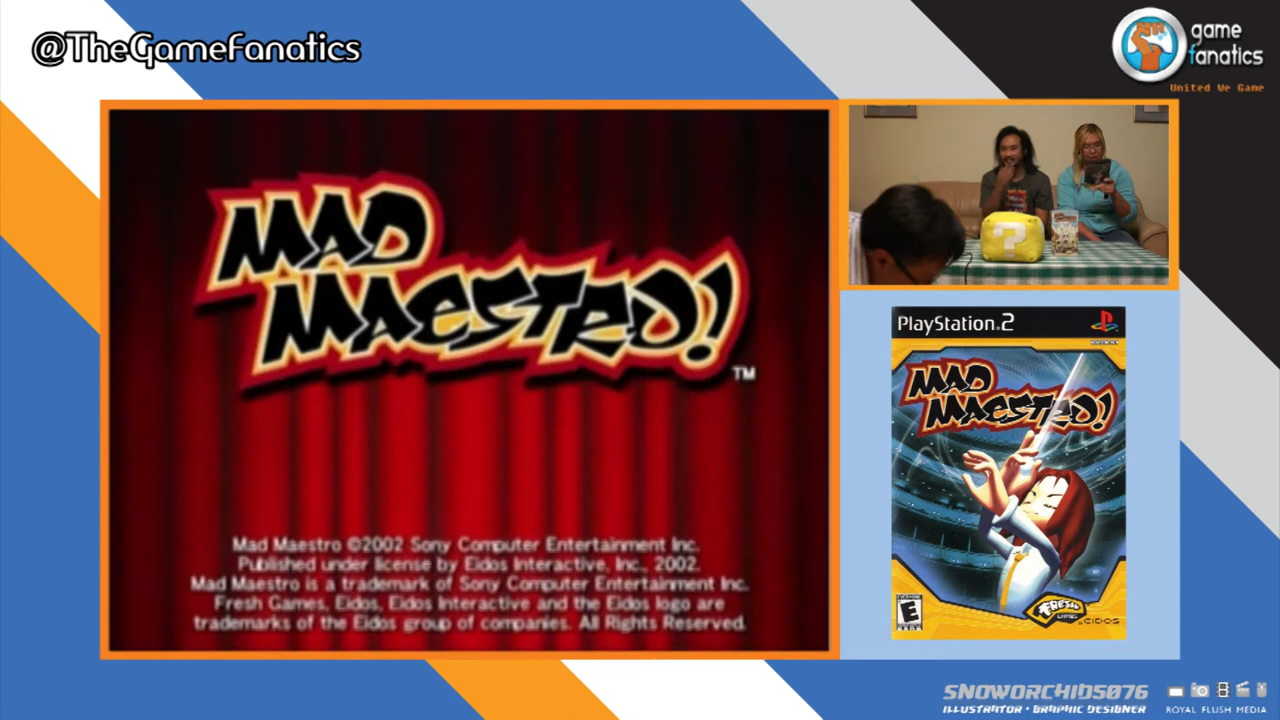 @TheGameFanatics
game
fanatics
United We Game
MAD
MAESTRO!
TM
Mad Maestro ©2002 Sony Computer Entertainment Inc.
Published under license by Eidos Interactive, Inc., 2002.
Mad Maestro is a trademark of Sony Computer Entertainment Inc.
Fresh Games, Eidos, Eidos Interactive and the Eidos logo are
trademarks of the Eidos group of companies. All Rights Reserved.
?
PlayStation.2
MAD
MAESTRO!
EVERYONE
E
FRESH
GAMES
EIDOS
SNOWORCHIDS076
ILLUSTRATOR • GRAPHIC DESIGNER
ROYAL FLUSH MEDIA